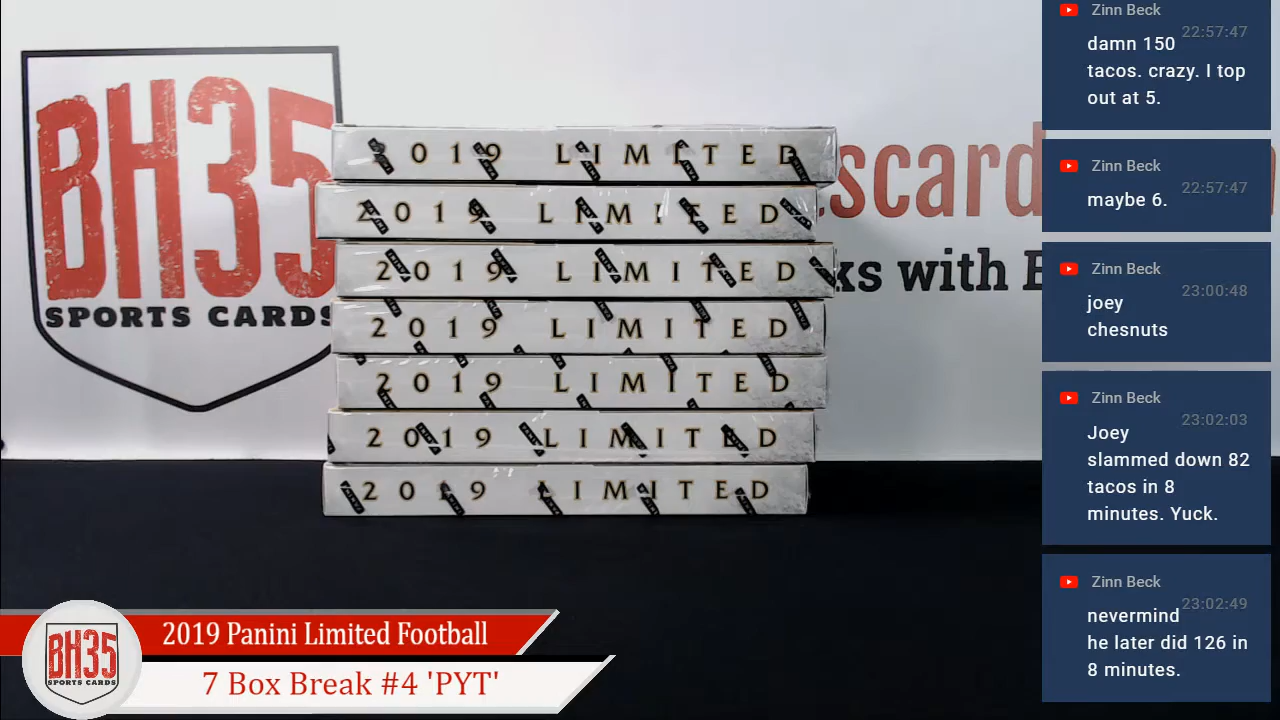 BH35
SPORTS CARDS
scard
ks with B
2019 LIMITED
2019 LIMITED
2019 LIMITED
2019 LIMITED
2019 LIMITED
2019 LIMITED
2019 LIMITED
BH35
SPORTS CARDS
2019 Panini Limited Football
7 Box Break #4 'PYT'
Zinn Beck
22:57:47
damn 150
tacos. crazy. I top
out at 5.
Zinn Beck
22:57:47
maybe 6.
Zinn Beck
23:00:48
joey
chesnuts
Zinn Beck
23:02:03
Joey
slammed down 82
tacos in 8
minutes. Yuck.
Zinn Beck
23:02:49
nevermind
he later did 126 in
8 minutes.